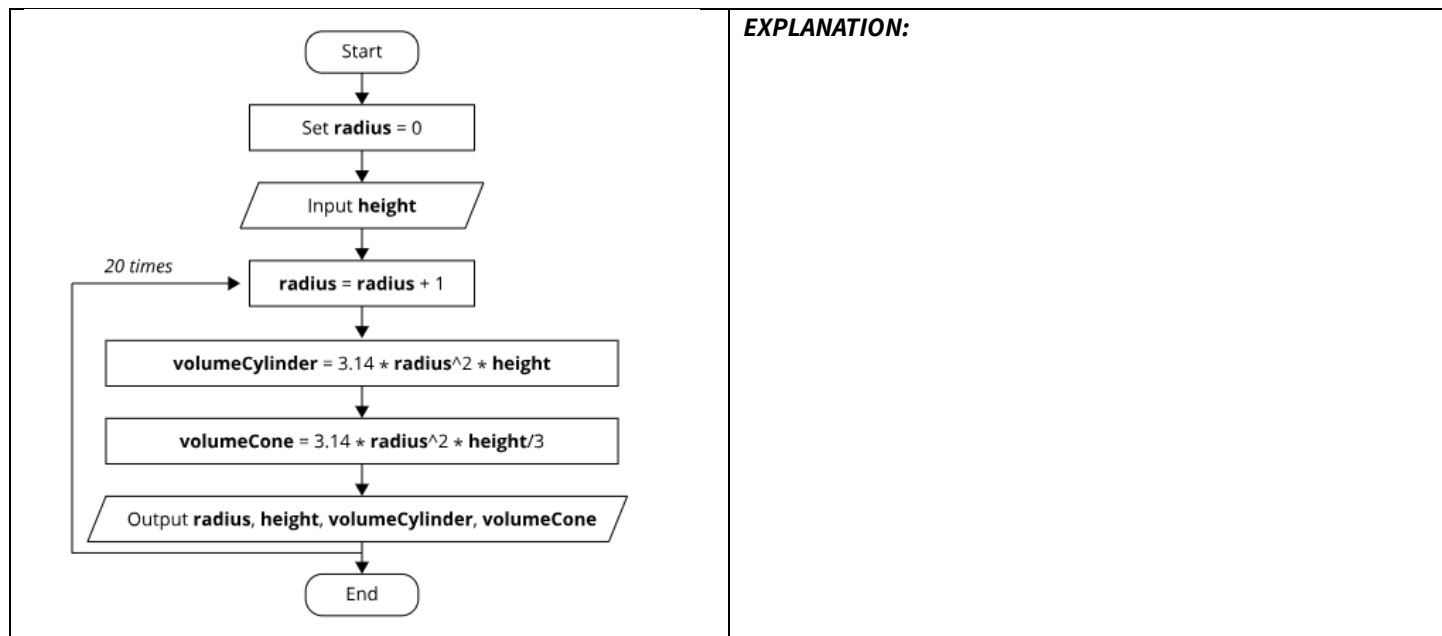 EXPLANATION:
Start
Set radius = 0
Input height
20 times
radius = radius + 1
volumeCylinder = 3.14 * radius^2 * height
volumeCone = 3.14 * radius^2 * height/3
Output radius, height, volumeCylinder, volumeCone
End